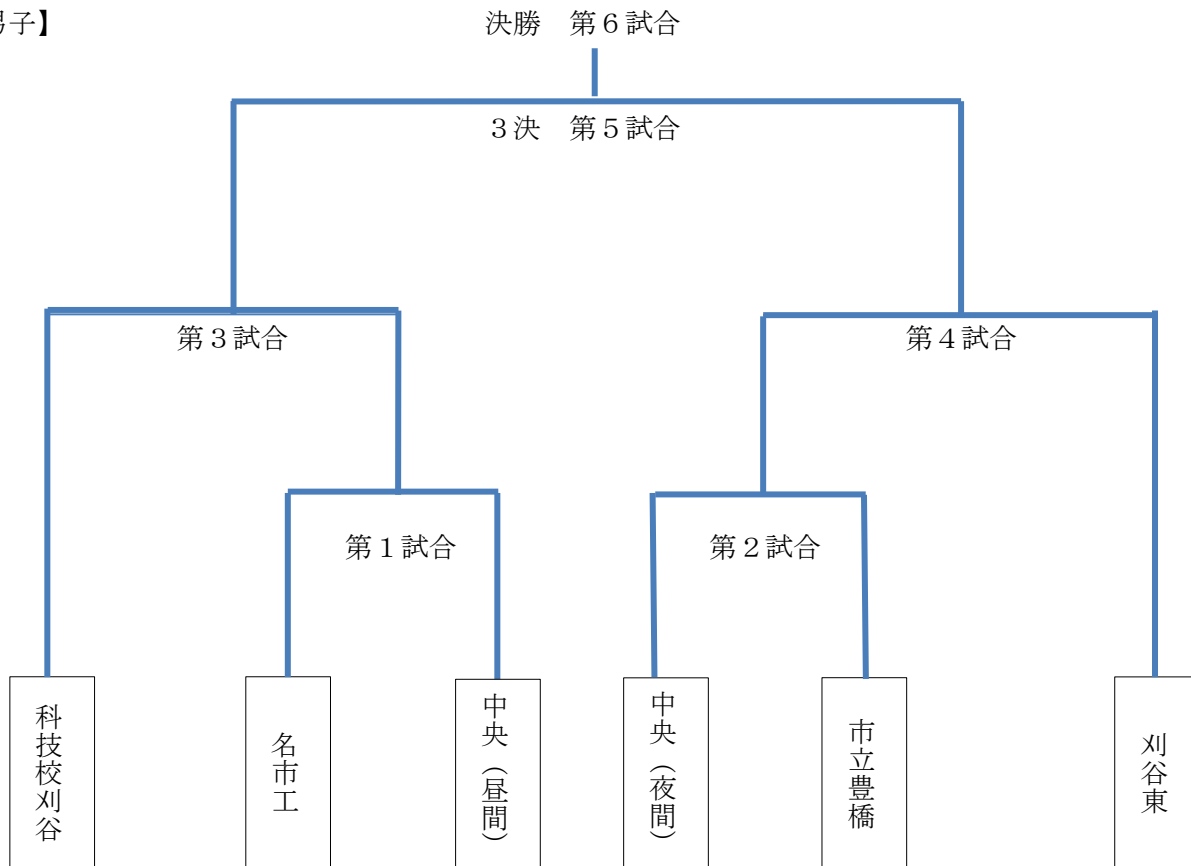 子】
決勝　第６試合
３決　第５試合
第３試合
第４試合
第１試合
第２試合
科技校刈谷
名市工
中央（昼間）
中央（夜間）
市立豊橋
刈谷東